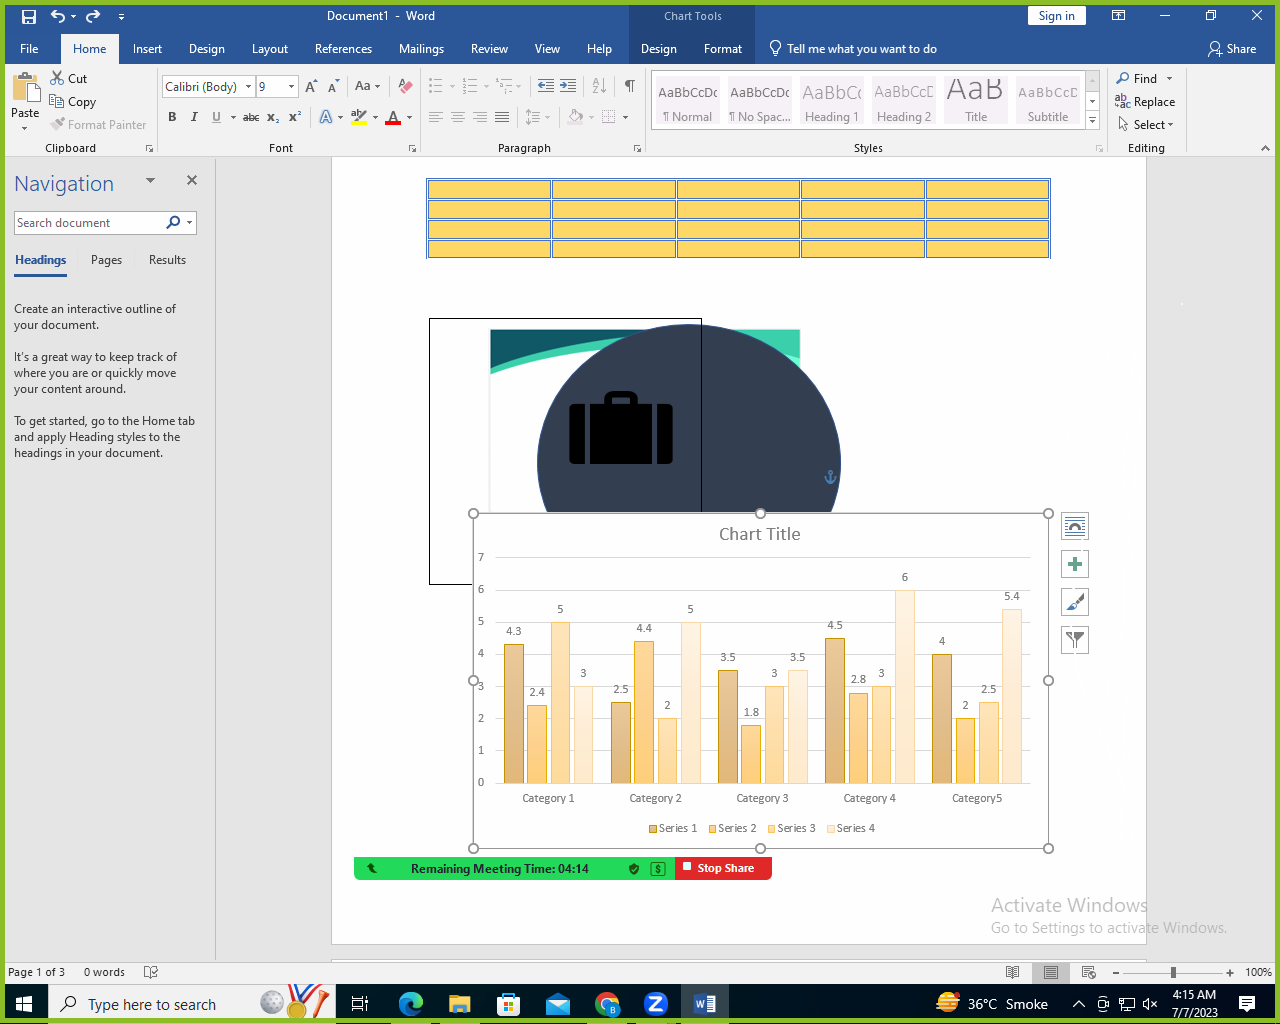 Document1 - Word
Chart Tools
Sign in
File Home Insert Design Layout References Mailings Review View Help Design Format Tell me what you want to do Share
Paste
Cut
Copy
Format Painter
Clipboard
Calibri (Body) 9
Aa
B I U abc x2 x2 A ab A
Font
Paragraph
AaBbCcDc AaBbCcDc AaBbCc AaBbCcD AaB AaBbCcD
¶ Normal ¶ No Spac... Heading 1 Heading 2 Title Subtitle
Styles
Find
Replace
Select
Editing
Navigation
Search document
Headings Pages Results
Create an interactive outline of
your document.
It's a great way to keep track of
where you are or quickly move
your content around.
To get started, go to the Home tab
and apply Heading styles to the
headings in your document.
Chart Title
7
6
5
4
3
2
1
0
4.3 2.4 5 3
2.5 4.4 2 5
3.5 1.8 3 3.5
4.5 2.8 3 6
4 2 2.5 5.4
Category 1 Category 2 Category 3 Category 4 Category5
Series 1 Series 2 Series 3 Series 4
Remaining Meeting Time: 04:14 Stop Share
Activate Windows
Go to Settings to activate Windows.
Page 1 of 3 0 words 100%
Type here to search
36°C Smoke
4:15 AM
7/7/2023